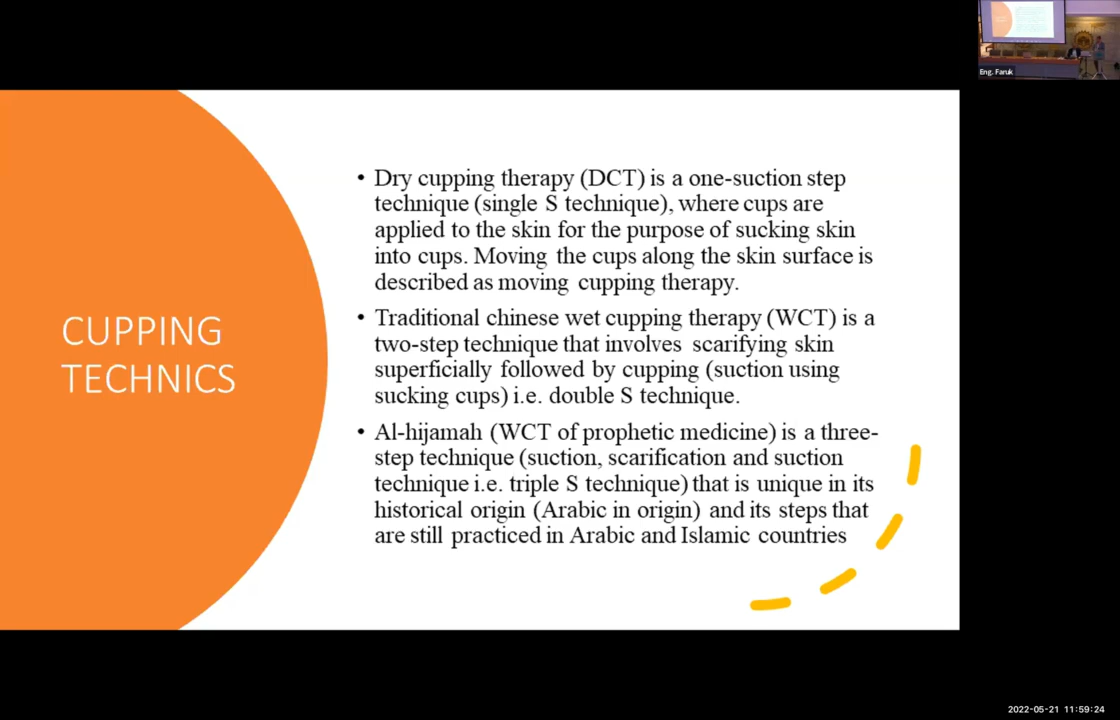 Eng. Faruk
CUPPING
TECHNICS
• Dry cupping therapy (DCT) is a one-suction step
technique (single S technique), where cups are
applied to the skin for the purpose of sucking skin
into cups. Moving the cups along the skin surface is
described as moving cupping therapy.
• Traditional chinese wet cupping therapy (WCT) is a
two-step technique that involves scarifying skin
superficially followed by cupping (suction using
sucking cups) i.e. double S technique.
• Al-hijamah (WCT of prophetic medicine) is a three-
step technique (suction, scarification and suction
technique i.e. triple S technique) that is unique in its
historical origin (Arabic in origin) and its steps that
are still practiced in Arabic and Islamic countries
2022-05-21 11:59:24